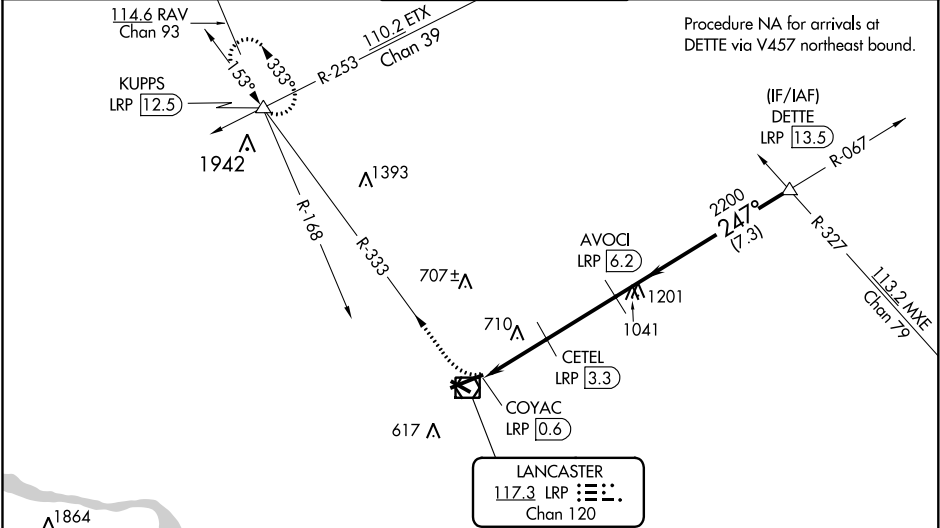 114.6 RAV
Chan 93
110.2 ETX
Chan 39
R-253
Procedure NA for arrivals at
DETTE via V457 northeast bound.
153°
333°
KUPPS
LRP 12.5
(IF/IAF)
DETTE
LRP 13.5
R-067
1942
1393
2200
247°
(7.3)
R-168
R-333
R-327
AVOCI
LRP 6.2
113.2 MXE
Chan 79
707±
1201
1041
710
CETEL
LRP 3.3
COYAC
LRP 0.6
617
LANCASTER
117.3 LRP
Chan 120
1864